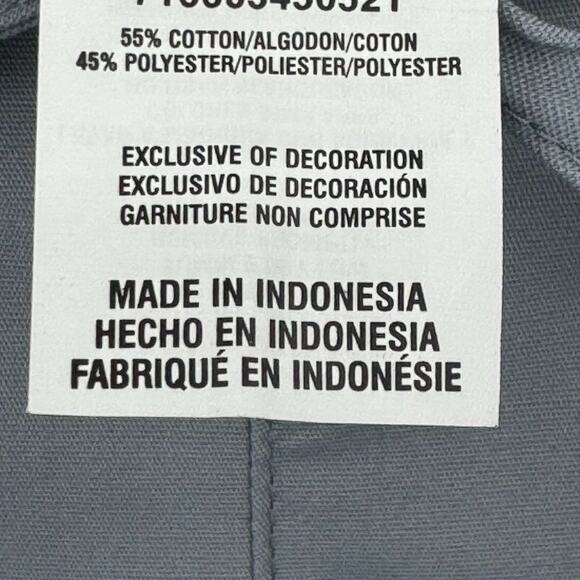 55% COTTON/ALGODON/COTON
45% POLYESTER/POLIESTER/POLYESTER
EXCLUSIVE OF DECORATION
EXCLUSIVO DE DECORACIÓN
GARNITURE NON COMPRISE
MADE IN INDONESIA
HECHO EN INDONESIA
FABRIQUÉ EN INDONÉSIE